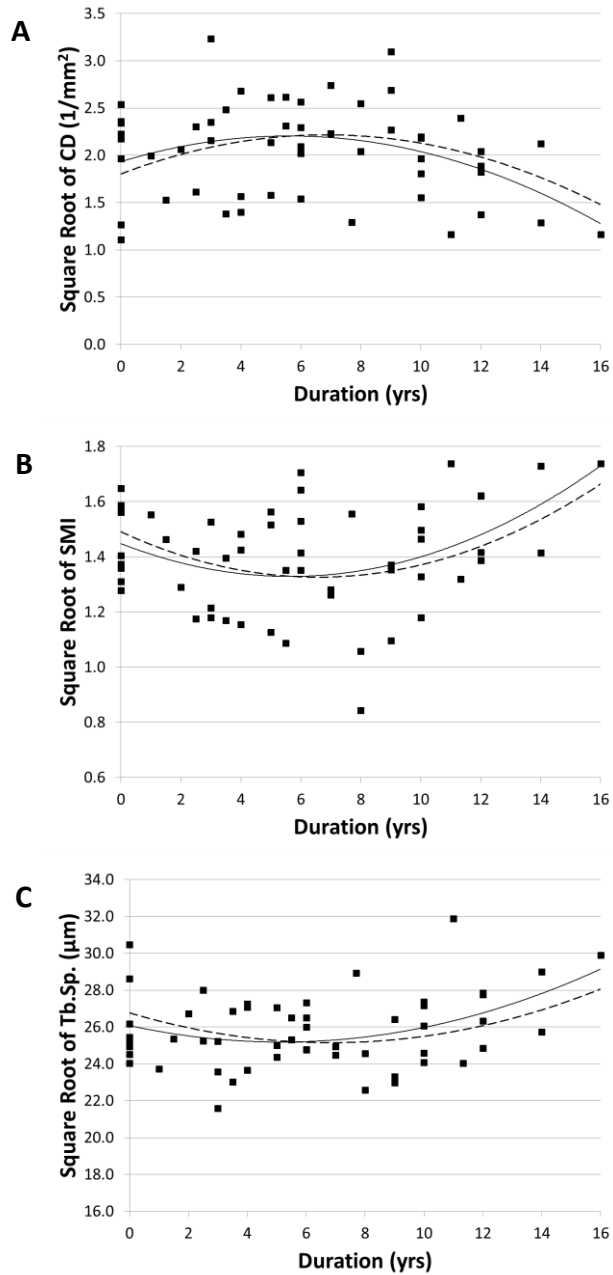 A
Square Root of CD (1/mm²)
3.5
3.0
2.5
2.0
1.5
1.0
0.5
0.0
0 2 4 6 8 10 12 14 16
Duration (yrs)
B
Square Root of SMI
1.8
1.6
1.4
1.2
1.0
0.8
0.6
0 2 4 6 8 10 12 14 16
Duration (yrs)
C
Square Root of Tb.Sp. (μm)
34.0
32.0
30.0
28.0
26.0
24.0
22.0
20.0
18.0
16.0
0 2 4 6 8 10 12 14 16
Duration (yrs)